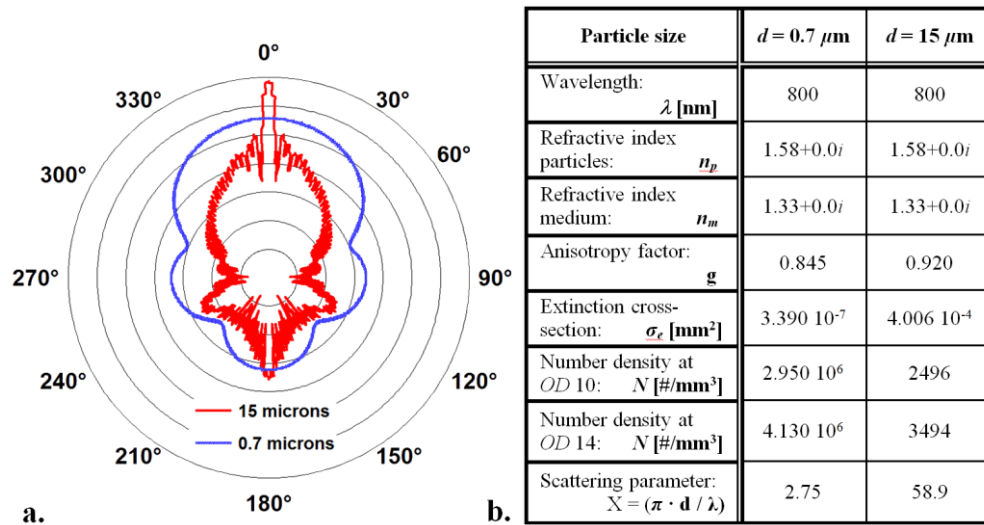 0°
330°
30°
300°
60°
270°
90°
240°
120°
210°
150°
180°
15 microns
0.7 microns
a.
b.
Particle size d = 0.7 µm d = 15 µm
Wavelength:
λ [nm] 800 800
Refractive index
particles: np 1.58+0.0i 1.58+0.0i
Refractive index
medium: nm 1.33+0.0i 1.33+0.0i
Anisotropy factor:
g 0.845 0.920
Extinction cross-
section: σe [mm²] 3.390 10⁻⁷ 4.006 10⁻⁴
Number density at
OD 10: N [#/mm³] 2.950 10⁶ 2496
Number density at
OD 14: N [#/mm³] 4.130 10⁶ 3494
Scattering parameter:
X = (π · d / λ) 2.75 58.9